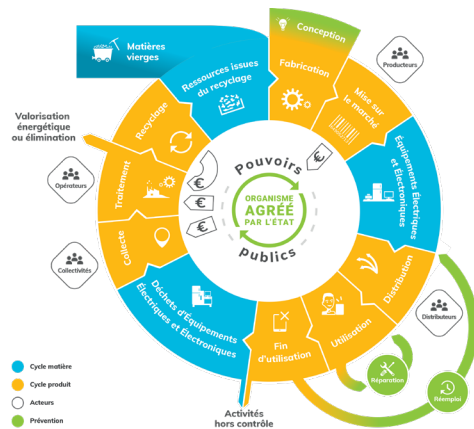 Matières
vierges
Ressources issues
du recyclage
Conception
Fabrication
Mise sur
le marché
Producteurs
Équipements Électriques
et Électroniques
Distribution
Distributeurs
Utilisation
Réparation
Réemploi
Fin
d'utilisation
Activités
hors contrôle
Déchets d'Équipements
Électriques et Électroniques
Collecte
Collectivités
Traitement
Opérateurs
Recyclage
Valorisation
énergétique
ou élimination
Pouvoirs
ORGANISME
AGRÉÉ
PAR L'ÉTAT
publics
€
€
€
€
Cycle matière
Cycle produit
Acteurs
Prévention